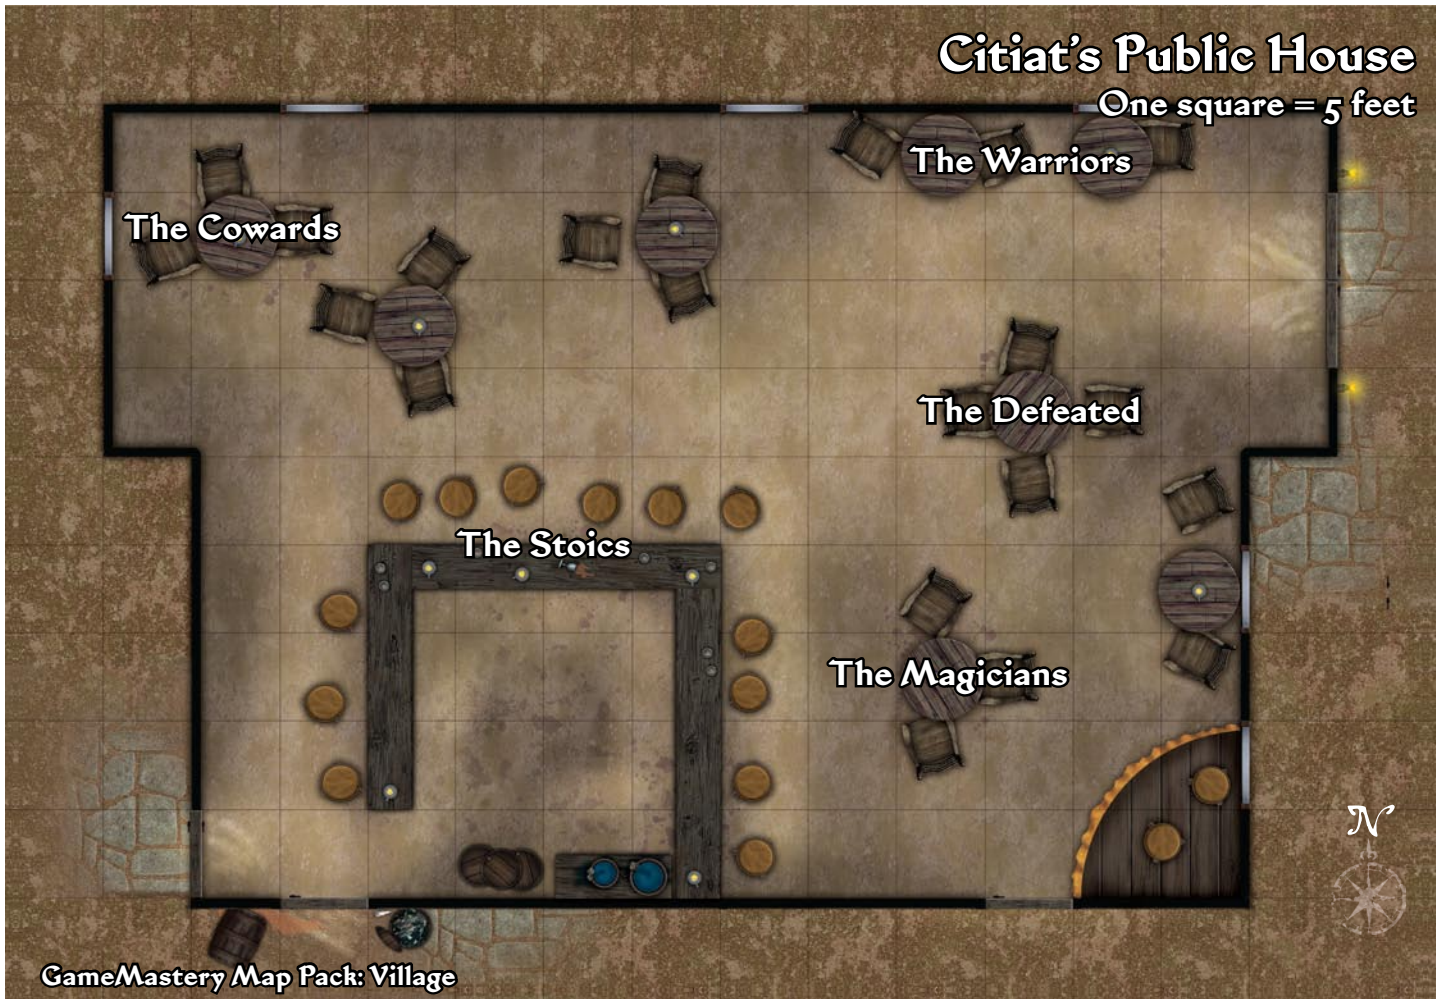 Citiat's Public House
One square = 5 feet
The Warriors
The Cowards
The Defeated
The Stoics
The Magicians
N
GameMastery Map Pack: Village